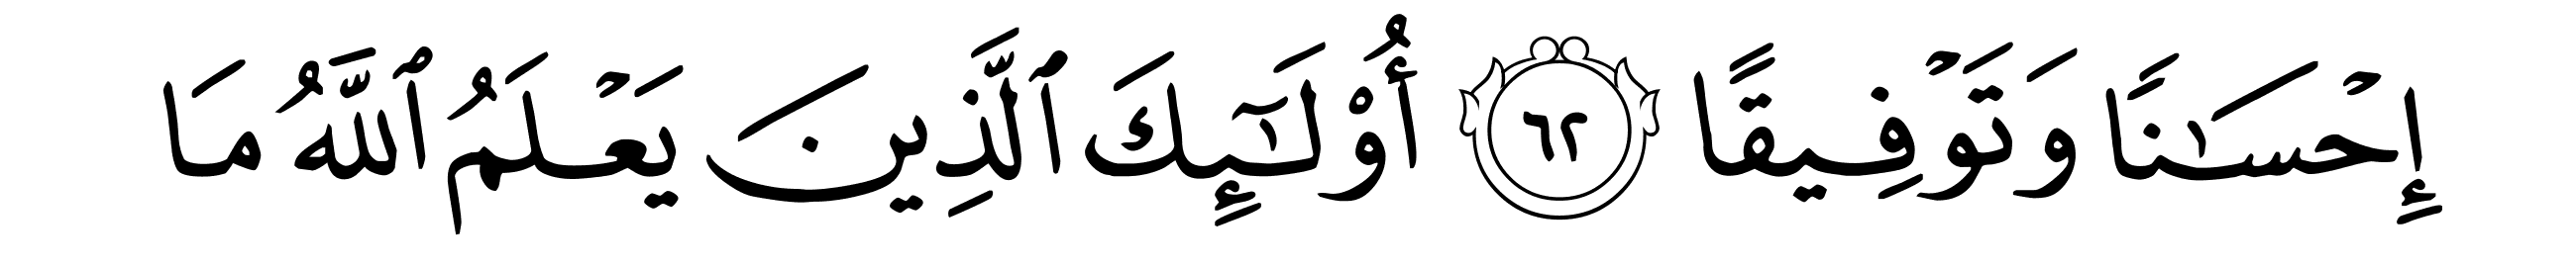 إِحْسَـٰنًا وَتَوْفِيقًا ٦٢ أُوْلَـٰٓئِكَ ٱلَّذِينَ يَعْلَمُ ٱللَّهُ مَا